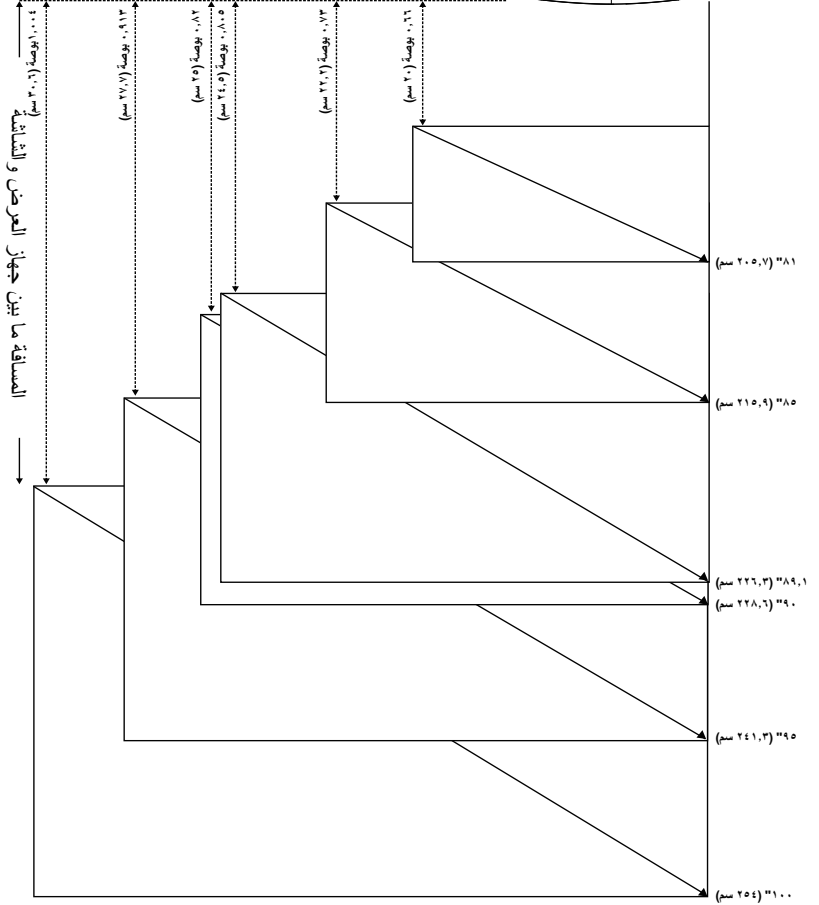 ١,٠٠٤ بوصة (٣٠,٦ سم)
٠,٩١٣ بوصة (٢٧,٧ سم)
٠,٨٢ بوصة (٢٥ سم)
٠,٨٠٥ بوصة (٢٤,٥ سم)
٠,٧٣ بوصة (٢٢,٢ سم)
٠,٦٦ بوصة (٢٠ سم)
المسافة ما بين جهاز العرض والشاشة
٨١" (٢٠٥,٧ سم)
٨٥" (٢١٥,٩ سم)
٨٩,١" (٢٢٦,٣ سم)
٩٠" (٢٢٨,٦ سم)
٩٥" (٢٤١,٣ سم)
١٠٠" (٢٥٤ سم)